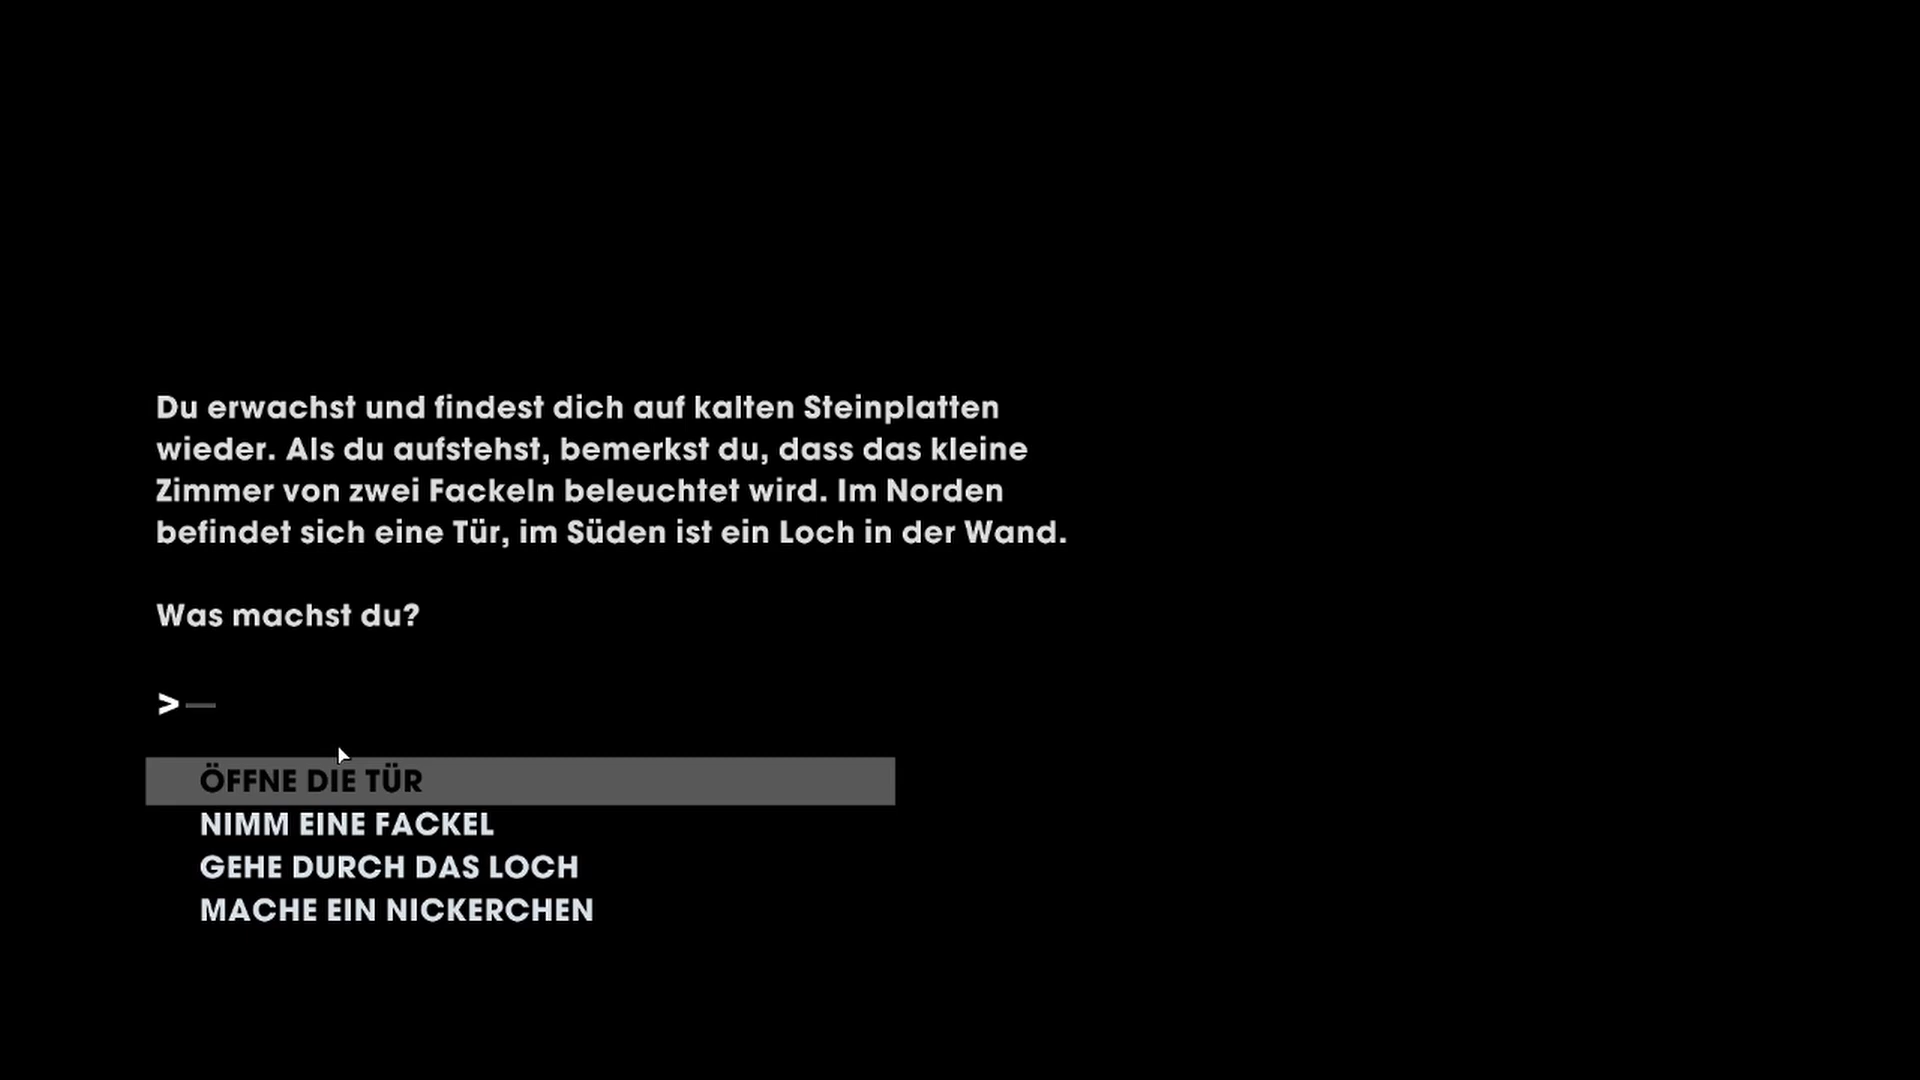 Du erwachst und findest dich auf kalten Steinplatten
wieder. Als du aufstehst, bemerkst du, dass das kleine
Zimmer von zwei Fackeln beleuchtet wird. Im Norden
befindet sich eine Tür, im Süden ist ein Loch in der Wand.
Was machst du?
>
ÖFFNE DIE TÜR
NIMM EINE FACKEL
GEHE DURCH DAS LOCH
MACHE EIN NICKERCHEN